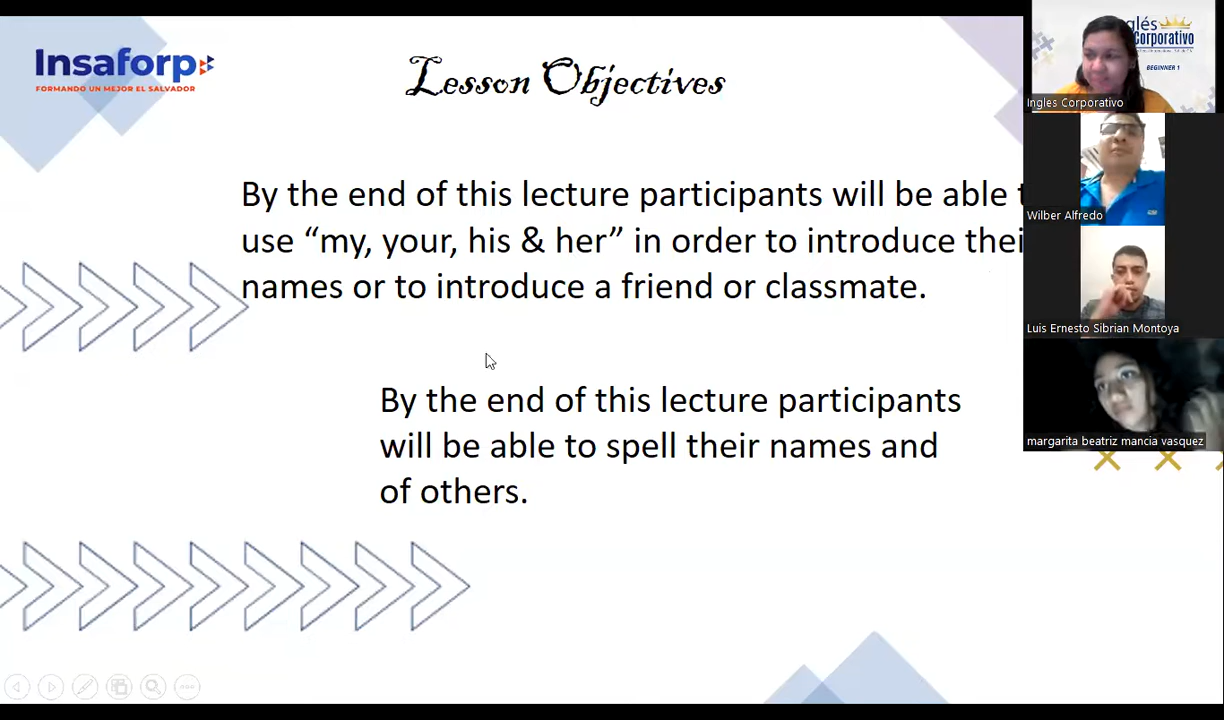 Insaforp
FORMANDO UN MEJOR EL SALVADOR
Lesson Objectives
By the end of this lecture participants will be able
use “my, your, his & her” in order to introduce thei
names or to introduce a friend or classmate.
By the end of this lecture participants
will be able to spell their names and
of others.
glés
Corporativo
BEGINNER 1
Ingles Corporativo
Wilber Alfredo
Luis Ernesto Sibrian Montoya
margarita beatriz mancia vasquez